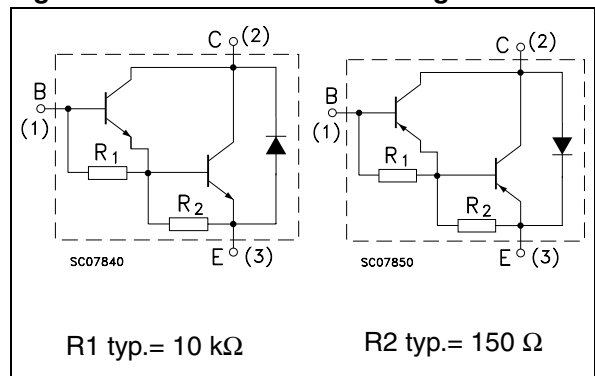 C (2)
B
(1)
R1
R2
E (3)
SC07840
C (2)
B
(1)
R1
R2
E (3)
SC07850
R1 typ.= 10 kΩ
R2 typ.= 150 Ω